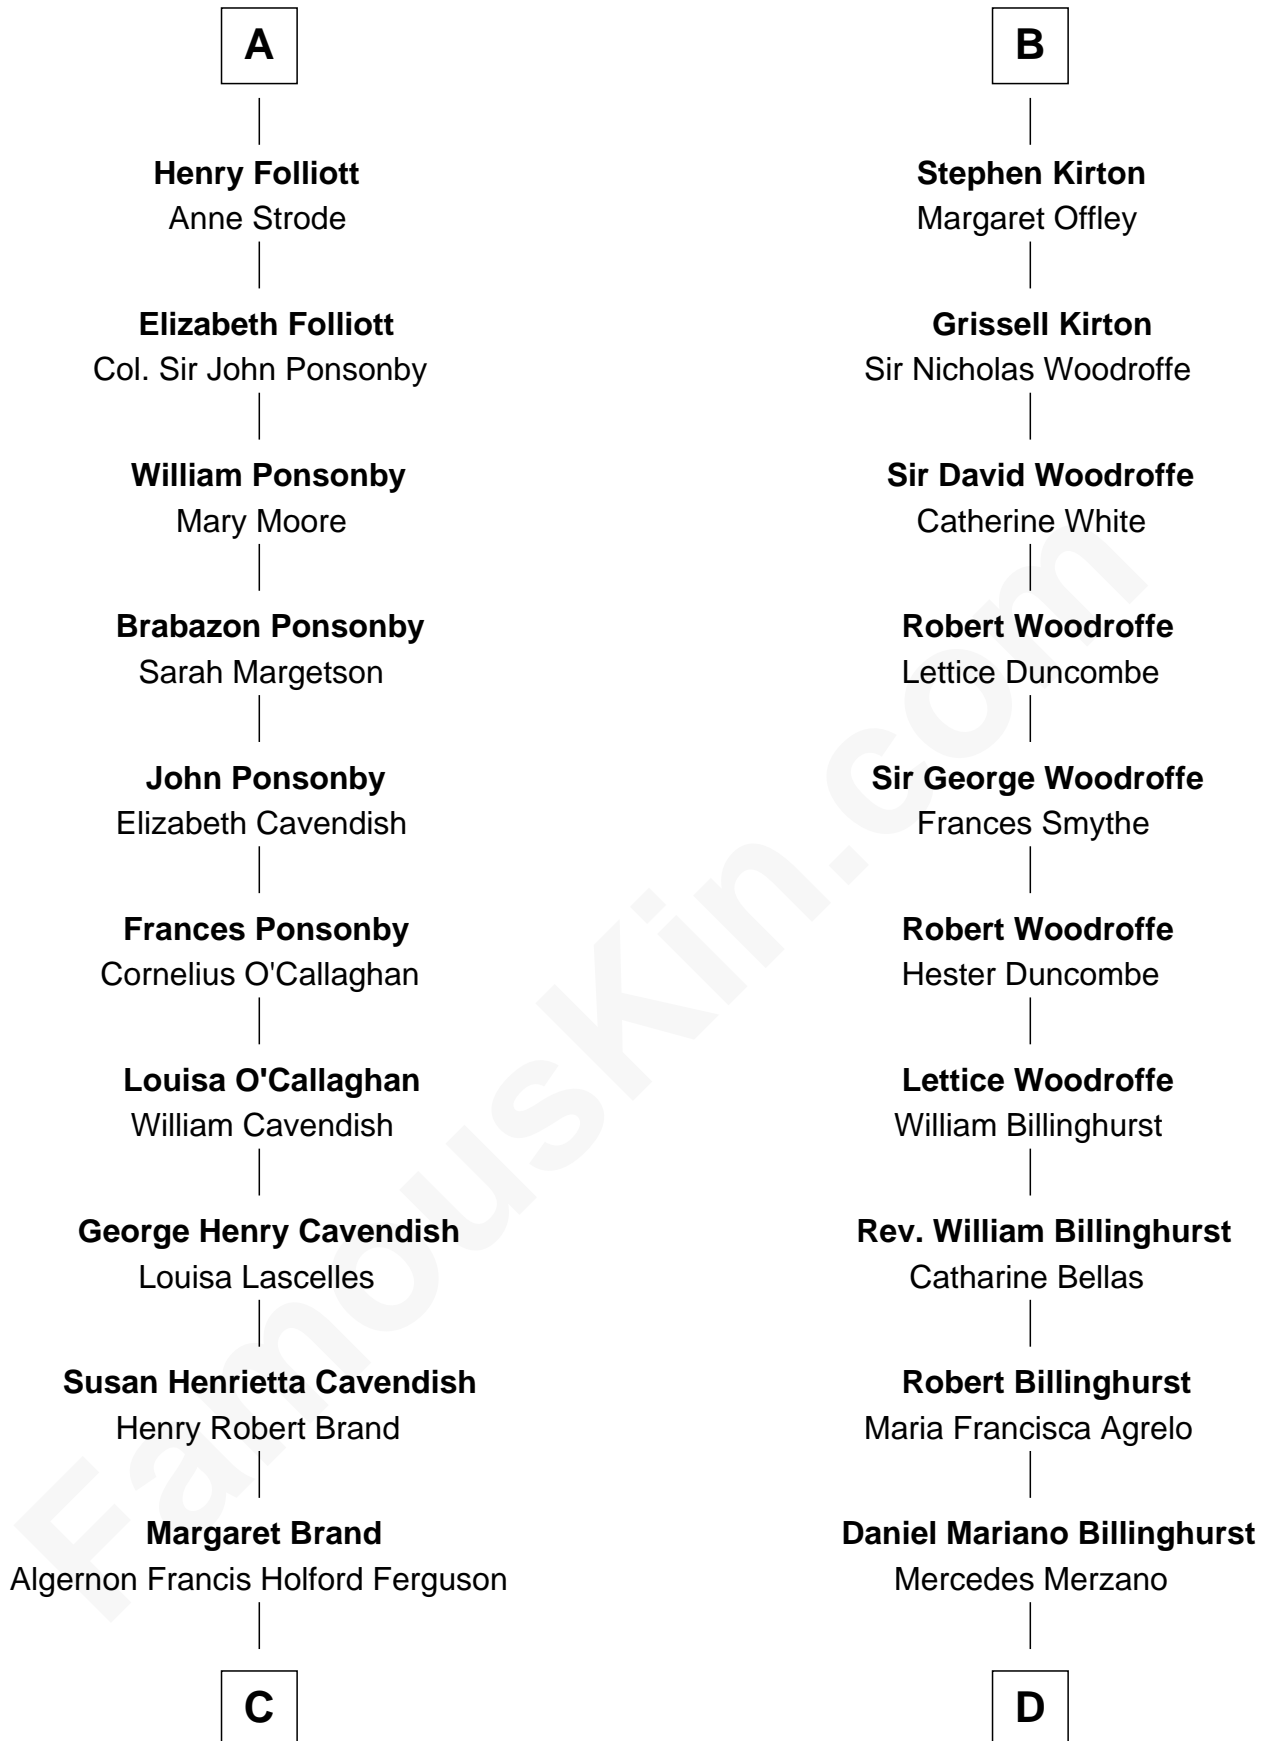 A
Henry Folliott
Anne Strode
Elizabeth Folliott
Col. Sir John Ponsonby
William Ponsonby
Mary Moore
Brabazon Ponsonby
Sarah Margetson
John Ponsonby
Elizabeth Cavendish
Frances Ponsonby
Cornelius O'Callaghan
Louisa O'Callaghan
William Cavendish
George Henry Cavendish
Louisa Lascelles
Susan Henrietta Cavendish
Henry Robert Brand
Margaret Brand
Algernon Francis Holford Ferguson
C
B
Stephen Kirton
Margaret Offley
Grissell Kirton
Sir Nicholas Woodroffe
Sir David Woodroffe
Catherine White
Robert Woodroffe
Lettice Duncombe
Sir George Woodroffe
Frances Smythe
Robert Woodroffe
Hester Duncombe
Lettice Woodroffe
William Billinghurst
Rev. William Billinghurst
Catharine Bellas
Robert Billinghurst
Maria Francisca Agrelo
Daniel Mariano Billinghurst
Mercedes Merzano
D
FamousKin.com